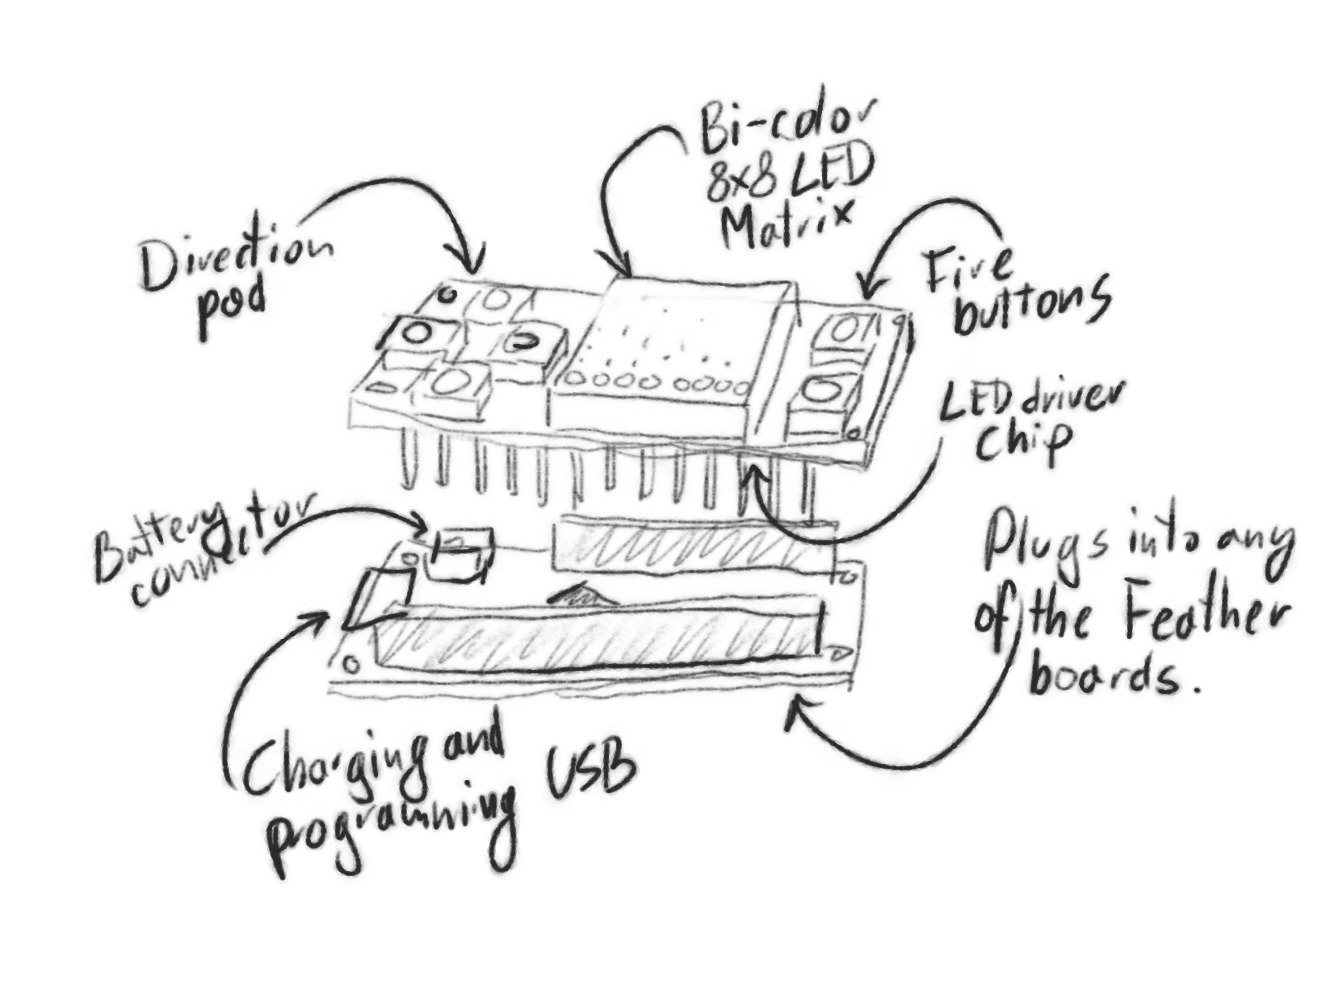 Bi-color
8x8 LED
Matrix
Direction
pad
Five
buttons
LED driver
chip
Battery
connector
Plugs into any
of the Feather
boards.
Charging and
programming USB